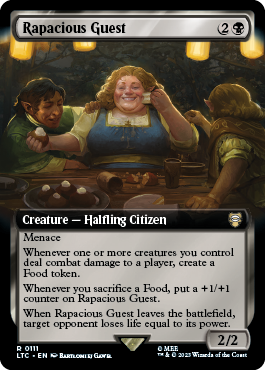 Rapacious Guest 2
Creature — Halfling Citizen
Menace
Whenever one or more creatures you control
deal combat damage to a player, create a
Food token.
Whenever you sacrifice a Food, put a +1/+1
counter on Rapacious Guest.
When Rapacious Guest leaves the battlefield,
target opponent loses life equal to its power.
2/2
R 0111
LTC • EN Bartłomiej Gaweł
© MEE
™ & © 2023 Wizards of the Coast